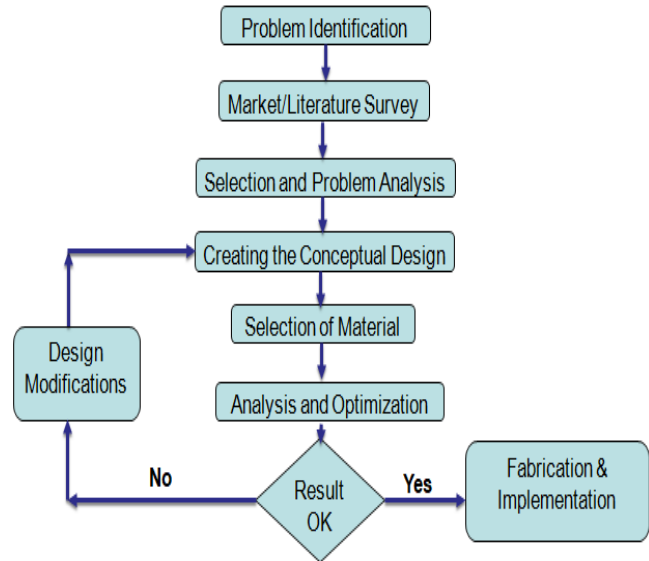 Problem Identification
Market/Literature Survey
Selection and Problem Analysis
Creating the Conceptual Design
Selection of Material
Design
Modifications
Analysis and Optimization
No
Result
OK
Yes
Fabrication &
Implementation